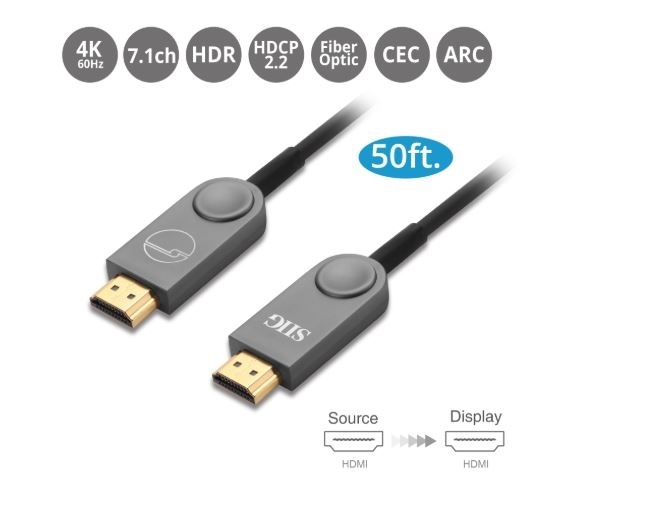 4K
60Hz
7.1ch
HDR
HDCP
2.2
Fiber
Optic
CEC
ARC
50ft.
SIIG
Source
Display
HDMI
HDMI